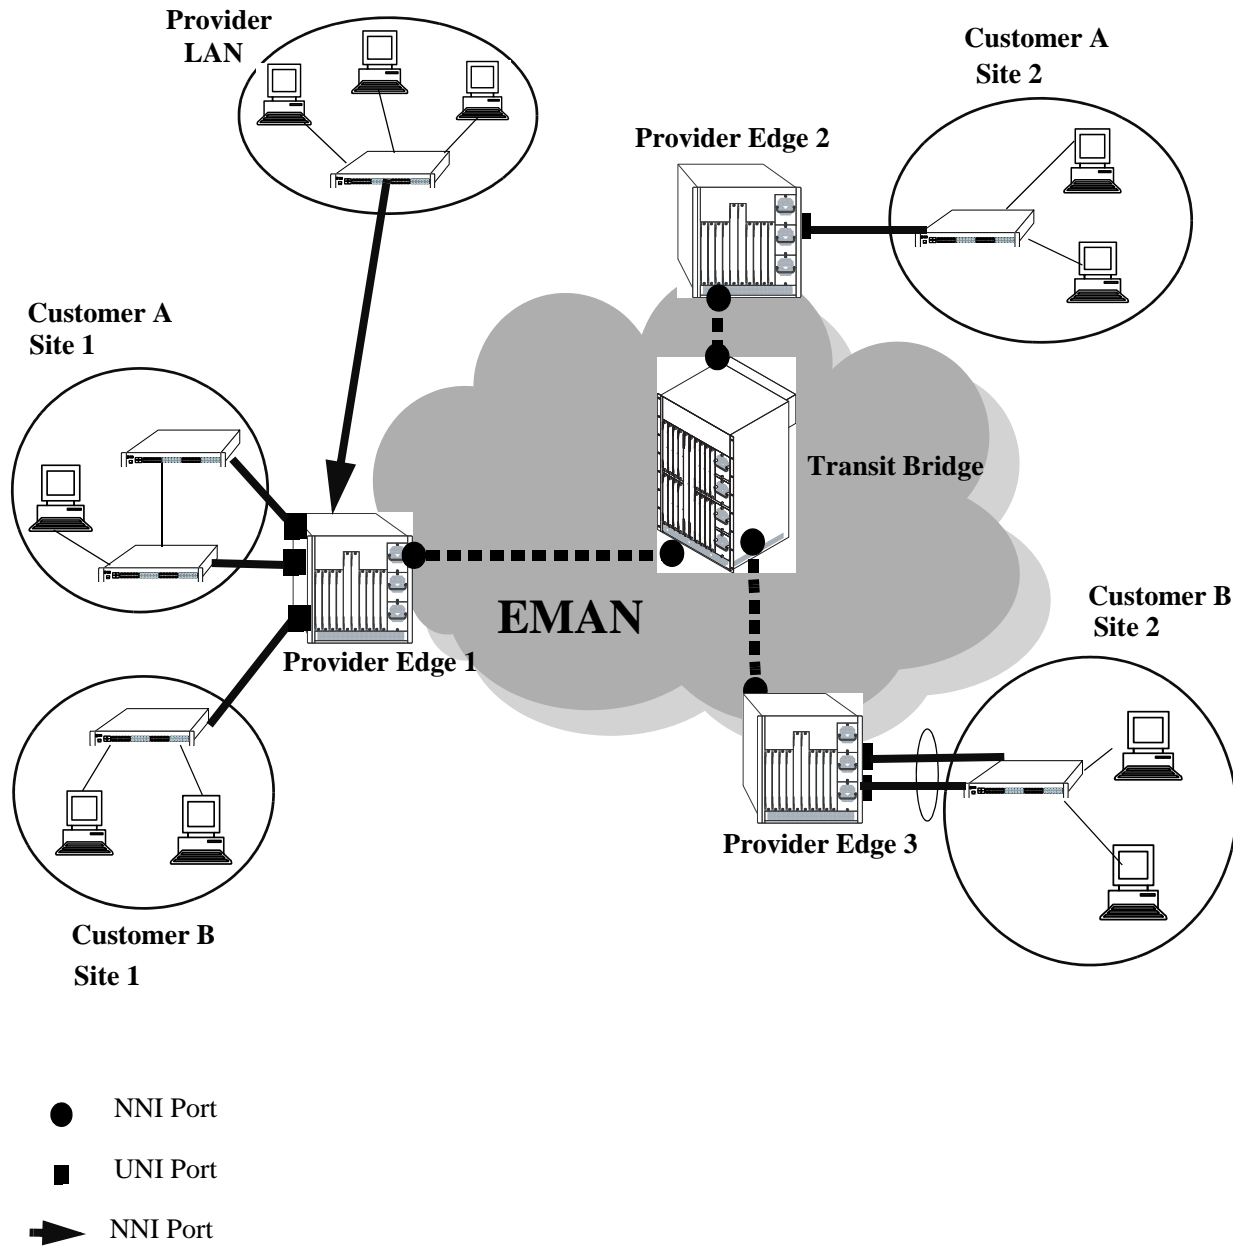 Provider
LAN
Customer A
Site 2
Provider Edge 2
Customer A
Site 1
Transit Bridge
EMAN
Customer B
Site 2
Provider Edge 1
Provider Edge 3
Customer B
Site 1
NNI Port
UNI Port
NNI Port